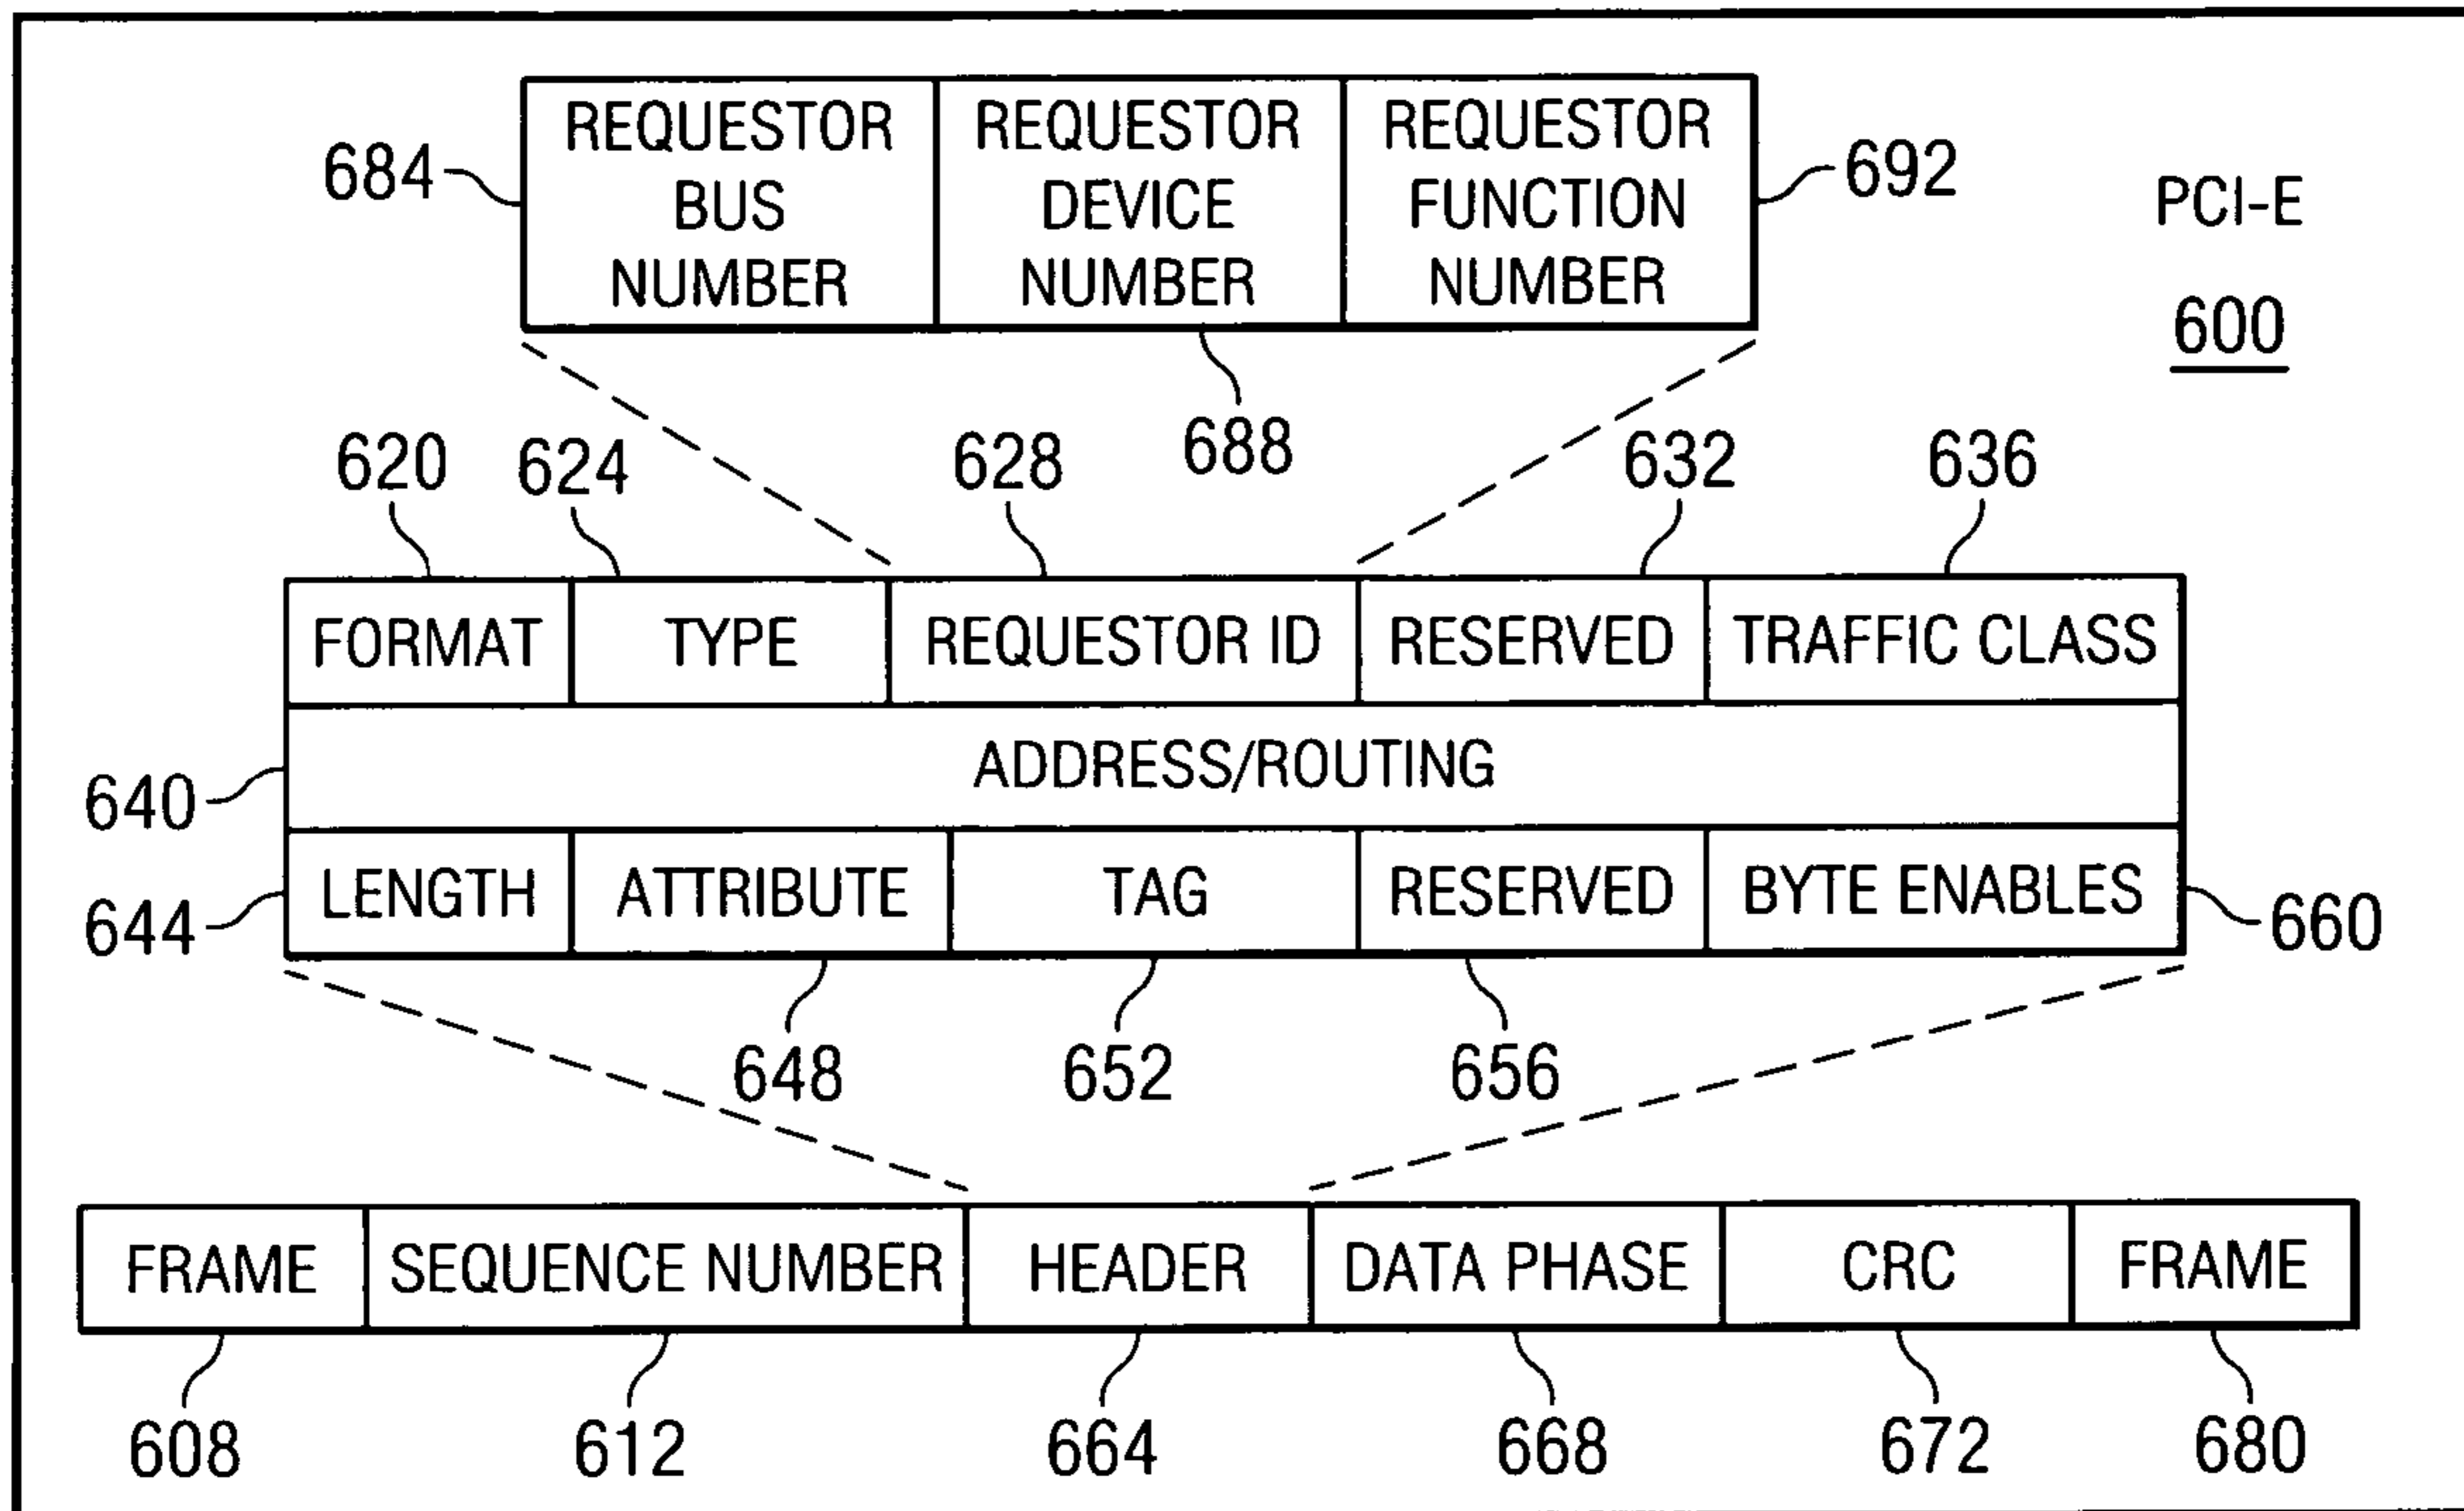 REQUESTOR BUS NUMBER
REQUESTOR DEVICE NUMBER
REQUESTOR FUNCTION NUMBER
684
692
688
PCI-E
600
620
624
628
632
636
FORMAT
TYPE
REQUESTOR ID
RESERVED
TRAFFIC CLASS
640
ADDRESS/ROUTING
644
LENGTH
ATTRIBUTE
TAG
RESERVED
BYTE ENABLES
660
648
652
656
FRAME
SEQUENCE NUMBER
HEADER
DATA PHASE
CRC
FRAME
608
612
664
668
672
680